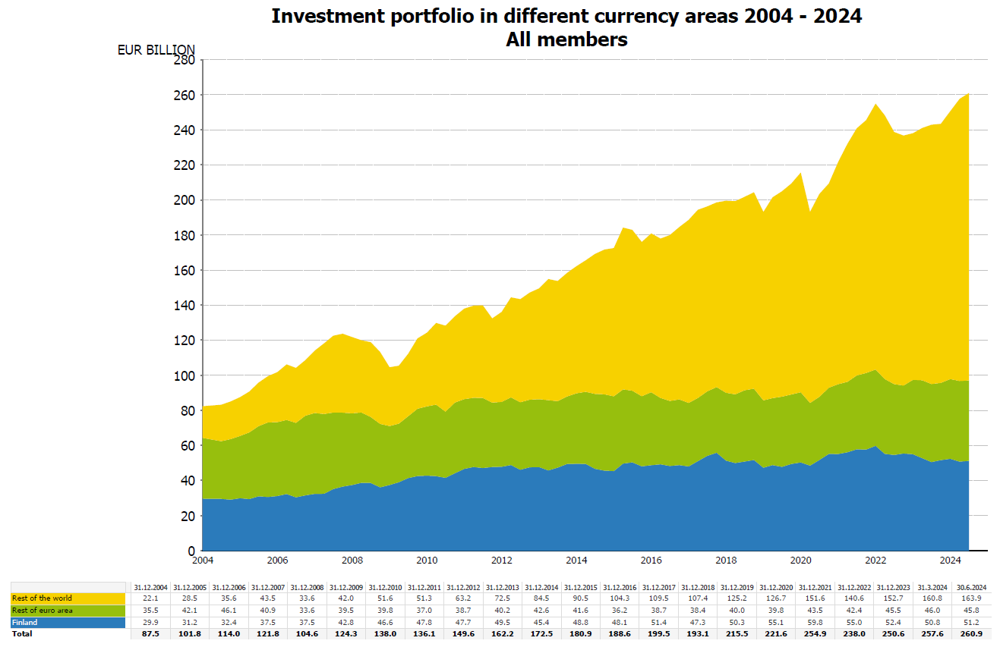 Investment portfolio in different currency areas 2004 - 2024
All members
EUR BILLION
280
260
240
220
200
180
160
140
120
100
80
60
40
20
0
2004 2006 2008 2010 2012 2014 2016 2018 2020 2022 2024
31.12.2004 31.12.2005 31.12.2006 31.12.2007 31.12.2008 31.12.2009 31.12.2010 31.12.2011 31.12.2012 31.12.2013 31.12.2014 31.12.2015 31.12.2016 31.12.2017 31.12.2018 31.12.2019 31.12.2020 31.12.2021 31.12.2022 31.12.2023 31.3.2024 30.6.2024
Rest of the world 22.1 28.5 35.6 43.5 33.6 42.0 51.6 51.3 63.2 72.5 84.5 90.5 104.3 109.5 107.4 125.2 126.7 151.6 140.6 152.7 160.8 163.9
Rest of euro area 35.5 42.1 46.1 40.9 33.6 39.5 39.8 37.0 38.7 40.2 42.6 41.6 36.2 38.7 38.4 40.0 39.8 43.5 42.4 45.5 46.0 45.8
Finland 29.9 31.2 32.4 37.5 37.5 42.8 46.6 47.8 47.7 49.5 45.4 48.8 48.1 51.4 47.3 50.3 55.1 59.8 55.0 52.4 50.8 51.2
Total 87.5 101.8 114.0 121.8 104.6 124.3 138.0 136.1 149.6 162.2 172.5 180.9 188.6 199.5 193.1 215.5 221.6 254.9 238.0 250.6 257.6 260.9